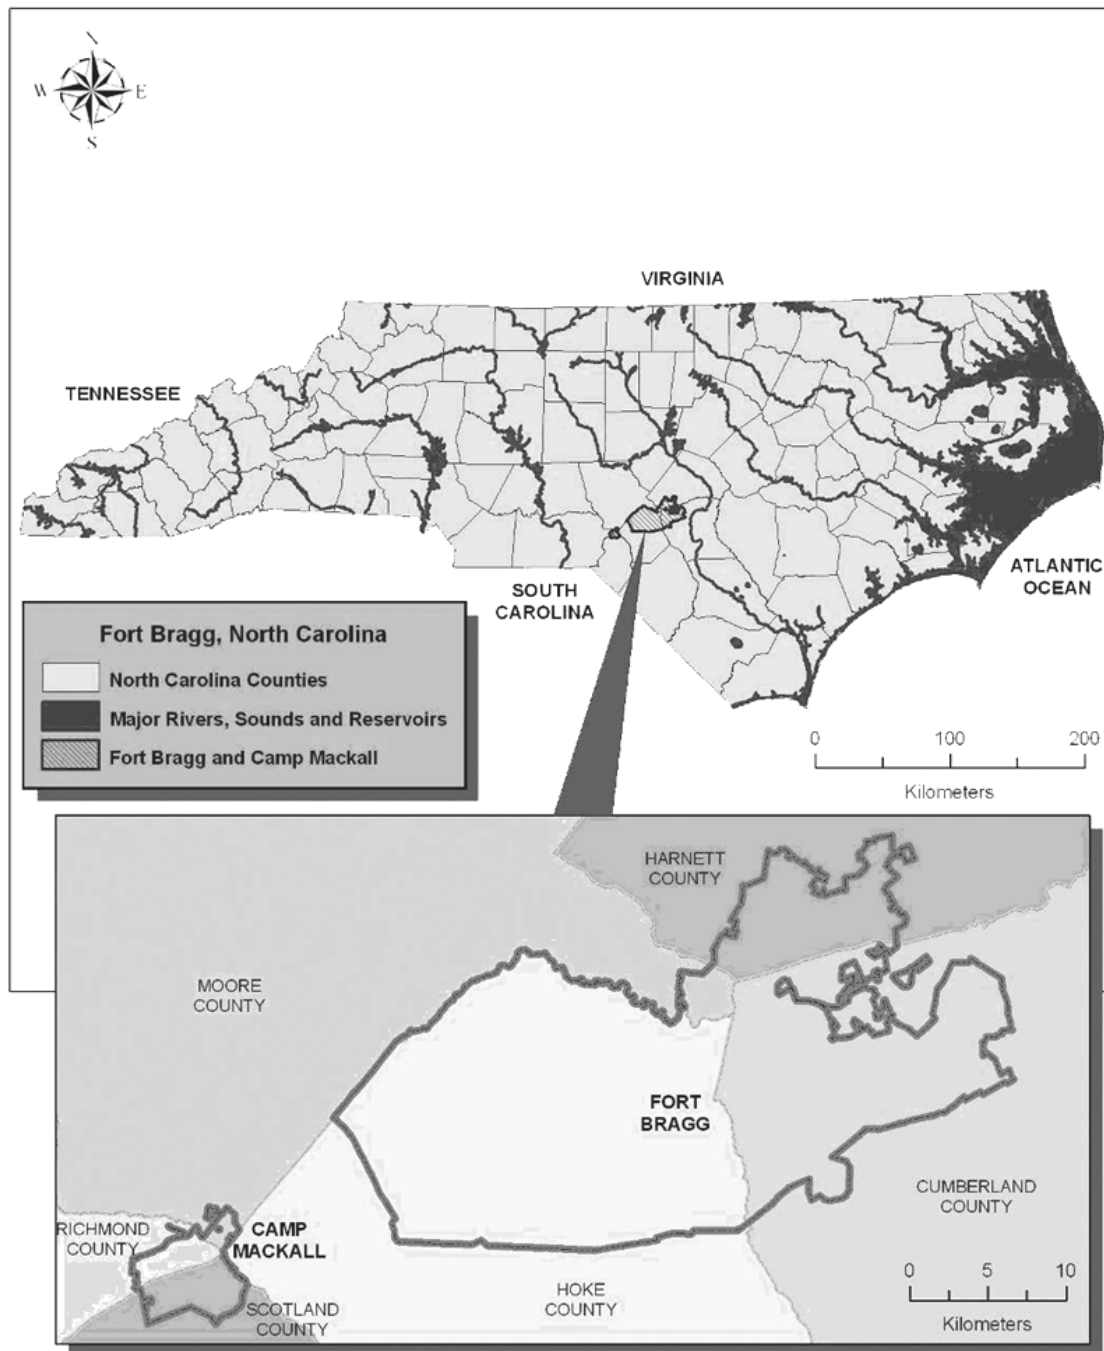 N
W
E
S
VIRGINIA
TENNESSEE
SOUTH
CAROLINA
ATLANTIC
OCEAN
Fort Bragg, North Carolina
North Carolina Counties
Major Rivers, Sounds and Reservoirs
Fort Bragg and Camp Mackall
0 100 200
Kilometers
HARNETT
COUNTY
MOORE
COUNTY
FORT
BRAGG
CUMBERLAND
COUNTY
RICHMOND
COUNTY
CAMP
MACKALL
SCOTLAND
COUNTY
HOKE
COUNTY
0 5 10
Kilometers